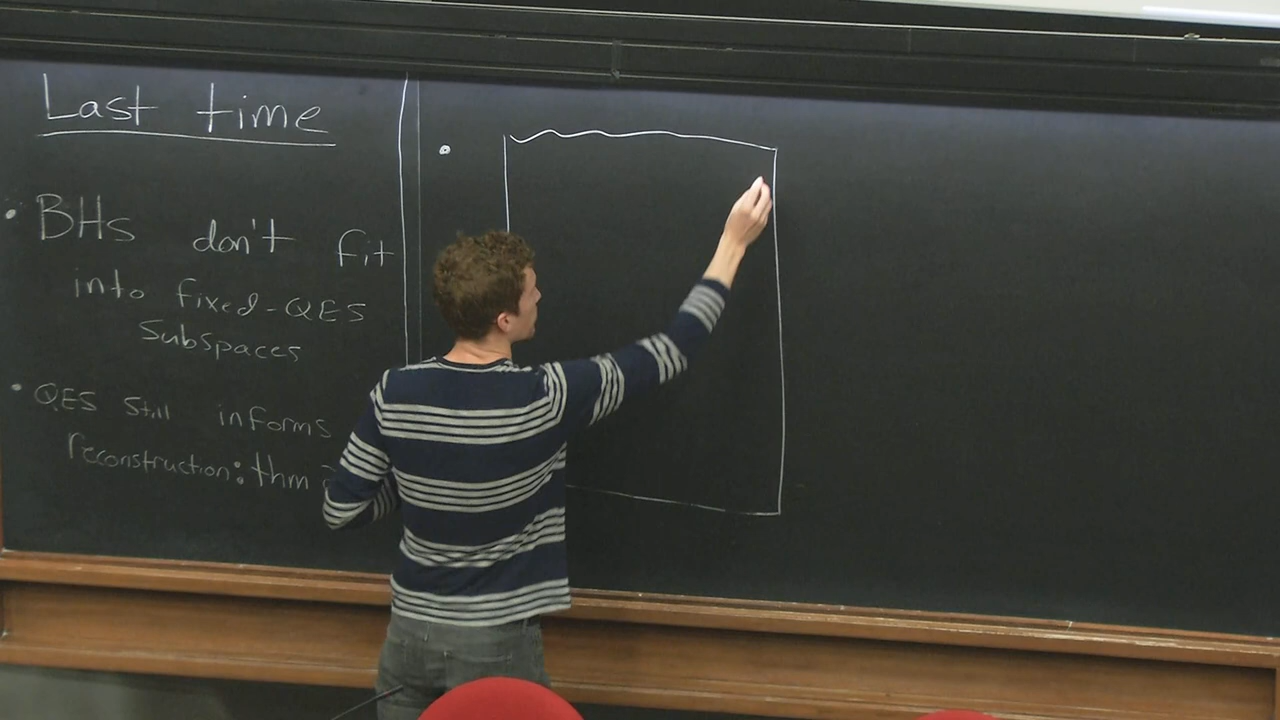 Last time
• BHs don't fit
into fixed-QES
Subspaces
• QES still informs
reconstruction: thm